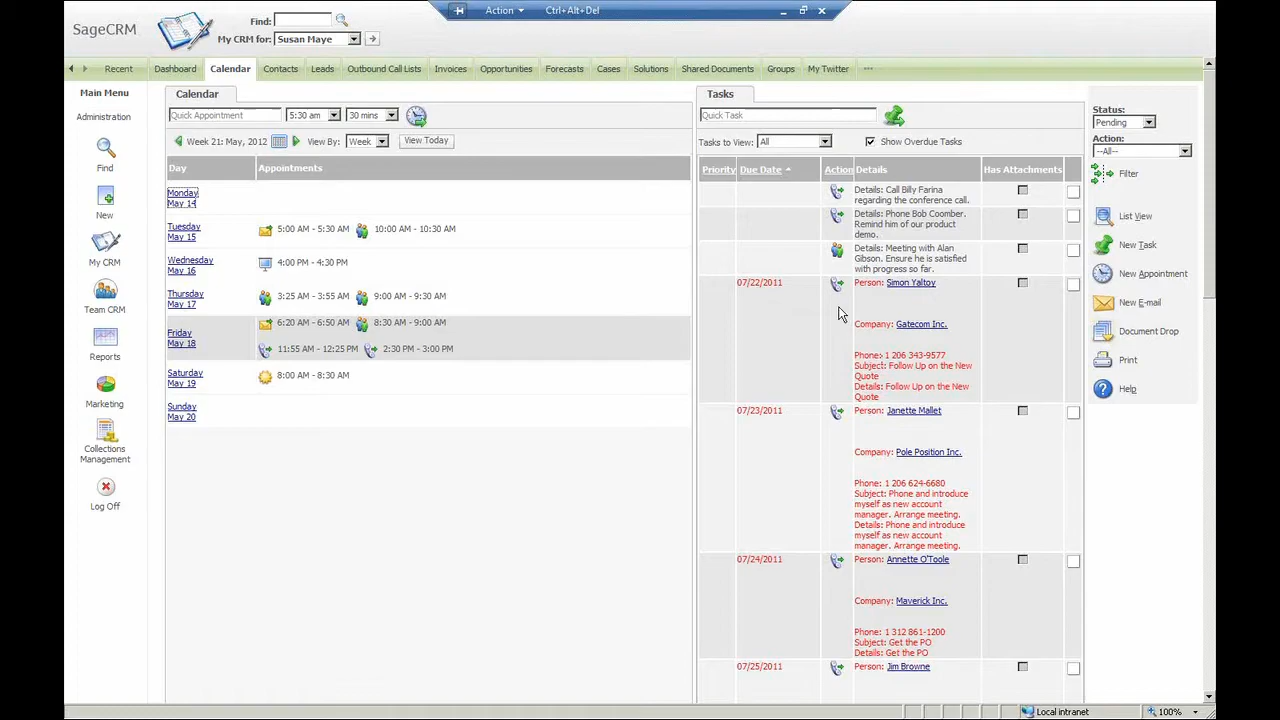 Action
Ctrl+Alt+Del
SageCRM
Find:
My CRM for: Susan Maye
Recent Dashboard Calendar Contacts Leads Outbound Call Lists Invoices Opportunities Forecasts Cases Solutions Shared Documents Groups My Twitter
Main Menu
Administration
Find
New
My CRM
Team CRM
Reports
Marketing
Collections
Management
Log Off
Calendar
Quick Appointment 5:30 am 30 mins
Week 21: May, 2012 View By: Week View Today
Day Appointments
Monday
May 14
Tuesday
May 15
5:00 AM - 5:30 AM 10:00 AM - 10:30 AM
Wednesday
May 16
4:00 PM - 4:30 PM
Thursday
May 17
3:25 AM - 3:55 AM 9:00 AM - 9:30 AM
Friday
May 18
6:20 AM - 6:50 AM 8:30 AM - 9:00 AM
11:55 AM - 12:25 PM 2:30 PM - 3:00 PM
Saturday
May 19
8:00 AM - 8:30 AM
Sunday
May 20
Tasks
Quick Task
Tasks to View: All Show Overdue Tasks
Priority Due Date Action Details Has Attachments
Details: Call Billy Farina
regarding the conference call.
Details: Phone Bob Coomber.
Remind him of our product
demo.
Details: Meeting with Alan
Gibson. Ensure he is satisfied
with progress so far.
07/22/2011 Person: Simon Yaltoy
Company: Gatecom Inc.
Phone: 1 206 343-9577
Subject: Follow Up on the New
Quote
Details: Follow Up on the New
Quote
07/23/2011 Person: Janette Mallet
Company: Pole Position Inc.
Phone: 1 206 624-6680
Subject: Phone and introduce
myself as new account
manager. Arrange meeting.
Details: Phone and introduce
myself as new account
manager. Arrange meeting.
07/24/2011 Person: Annette O'Toole
Company: Maverick Inc.
Phone: 1 312 861-1200
Subject: Get the PO
Details: Get the PO
07/25/2011 Person: Jim Browne
Status:
Pending
Action:
--All--
Filter
List View
New Task
New Appointment
New E-mail
Document Drop
Print
Help
Local intranet
100%